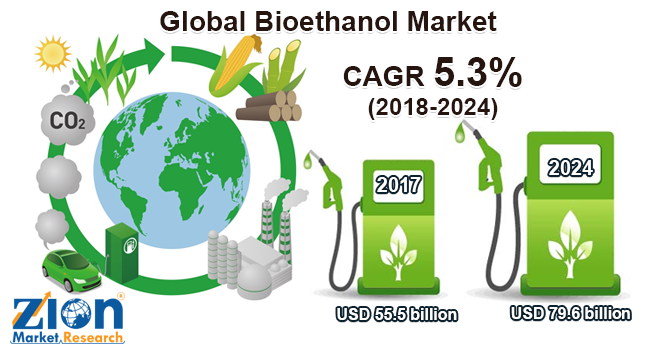 Global Bioethanol Market
CAGR 5.3%
(2018-2024)
CO2
2017
2024
USD 55.5 billion
USD 79.6 billion
Zion®
Market.Research